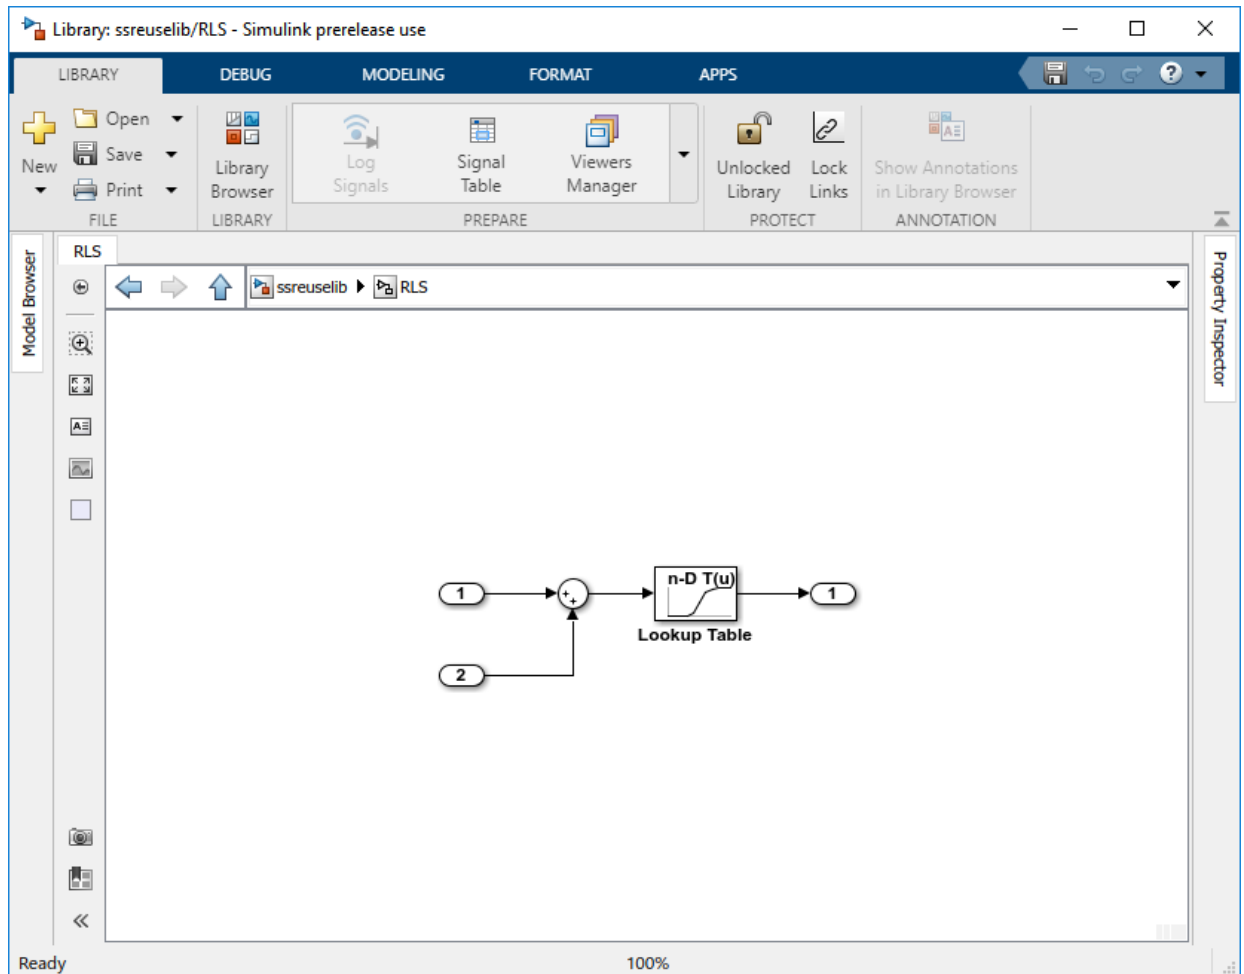 Library: ssreuselib/RLS - Simulink prerelease use
LIBRARY DEBUG MODELING FORMAT APPS
New
Open
Save
Print
FILE
Library
Browser
LIBRARY
Log
Signals
Signal
Table
Viewers
Manager
PREPARE
Unlocked
Library
Lock
Links
PROTECT
Show Annotations
in Library Browser
ANNOTATION
Model Browser
RLS
ssreuselib RLS
Property Inspector
1
2
n-D T(u)
Lookup Table
1
Ready 100%